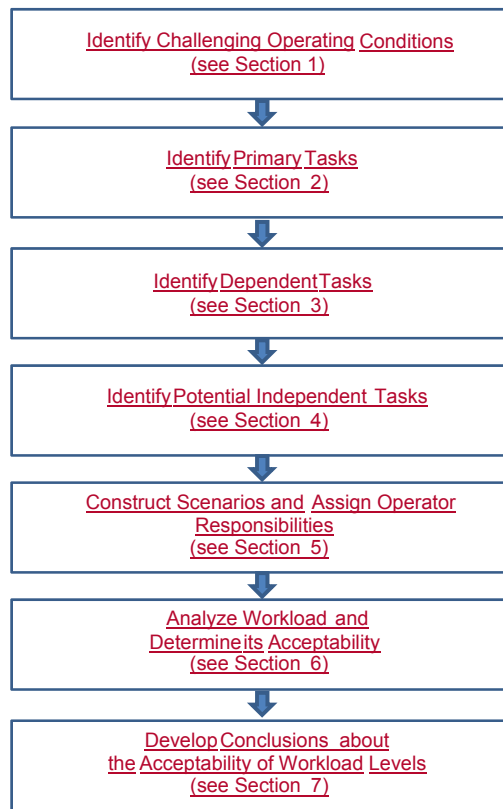 Identify Challenging Operating Conditions
(see Section 1)
Identify Primary Tasks
(see Section 2)
Identify Dependent Tasks
(see Section 3)
Identify Potential Independent Tasks
(see Section 4)
Construct Scenarios and Assign Operator
Responsibilities
(see Section 5)
Analyze Workload and
Determine its Acceptability
(see Section 6)
Develop Conclusions about
the Acceptability of Workload Levels
(see Section 7)